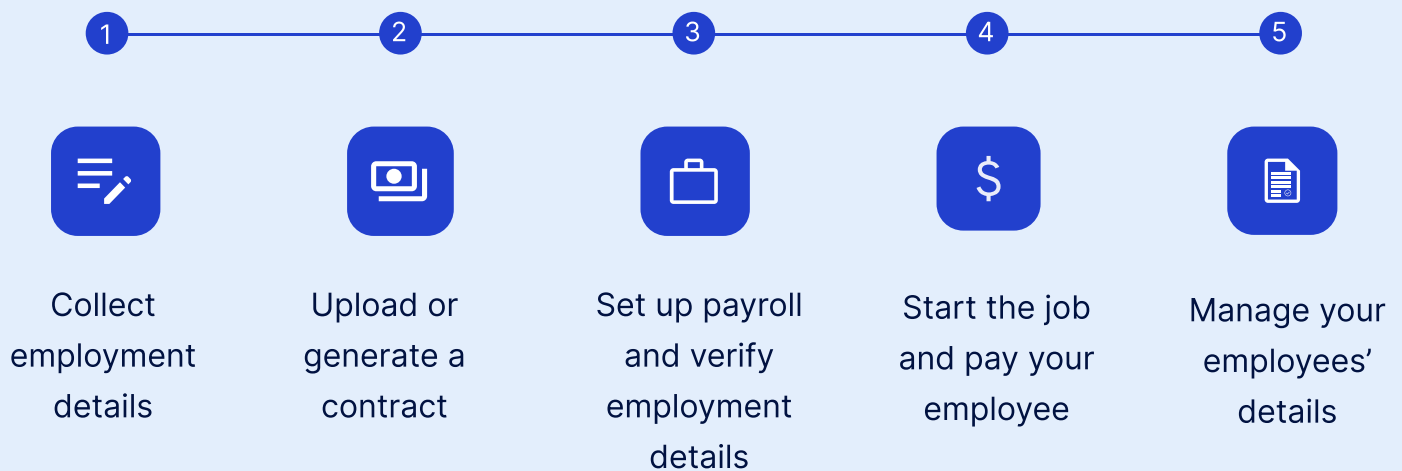 1
2
3
4
5
Collect
employment
details
Upload or
generate a
contract
Set up payroll
and verify
employment
details
Start the job
and pay your
employee
Manage your
employees’
details